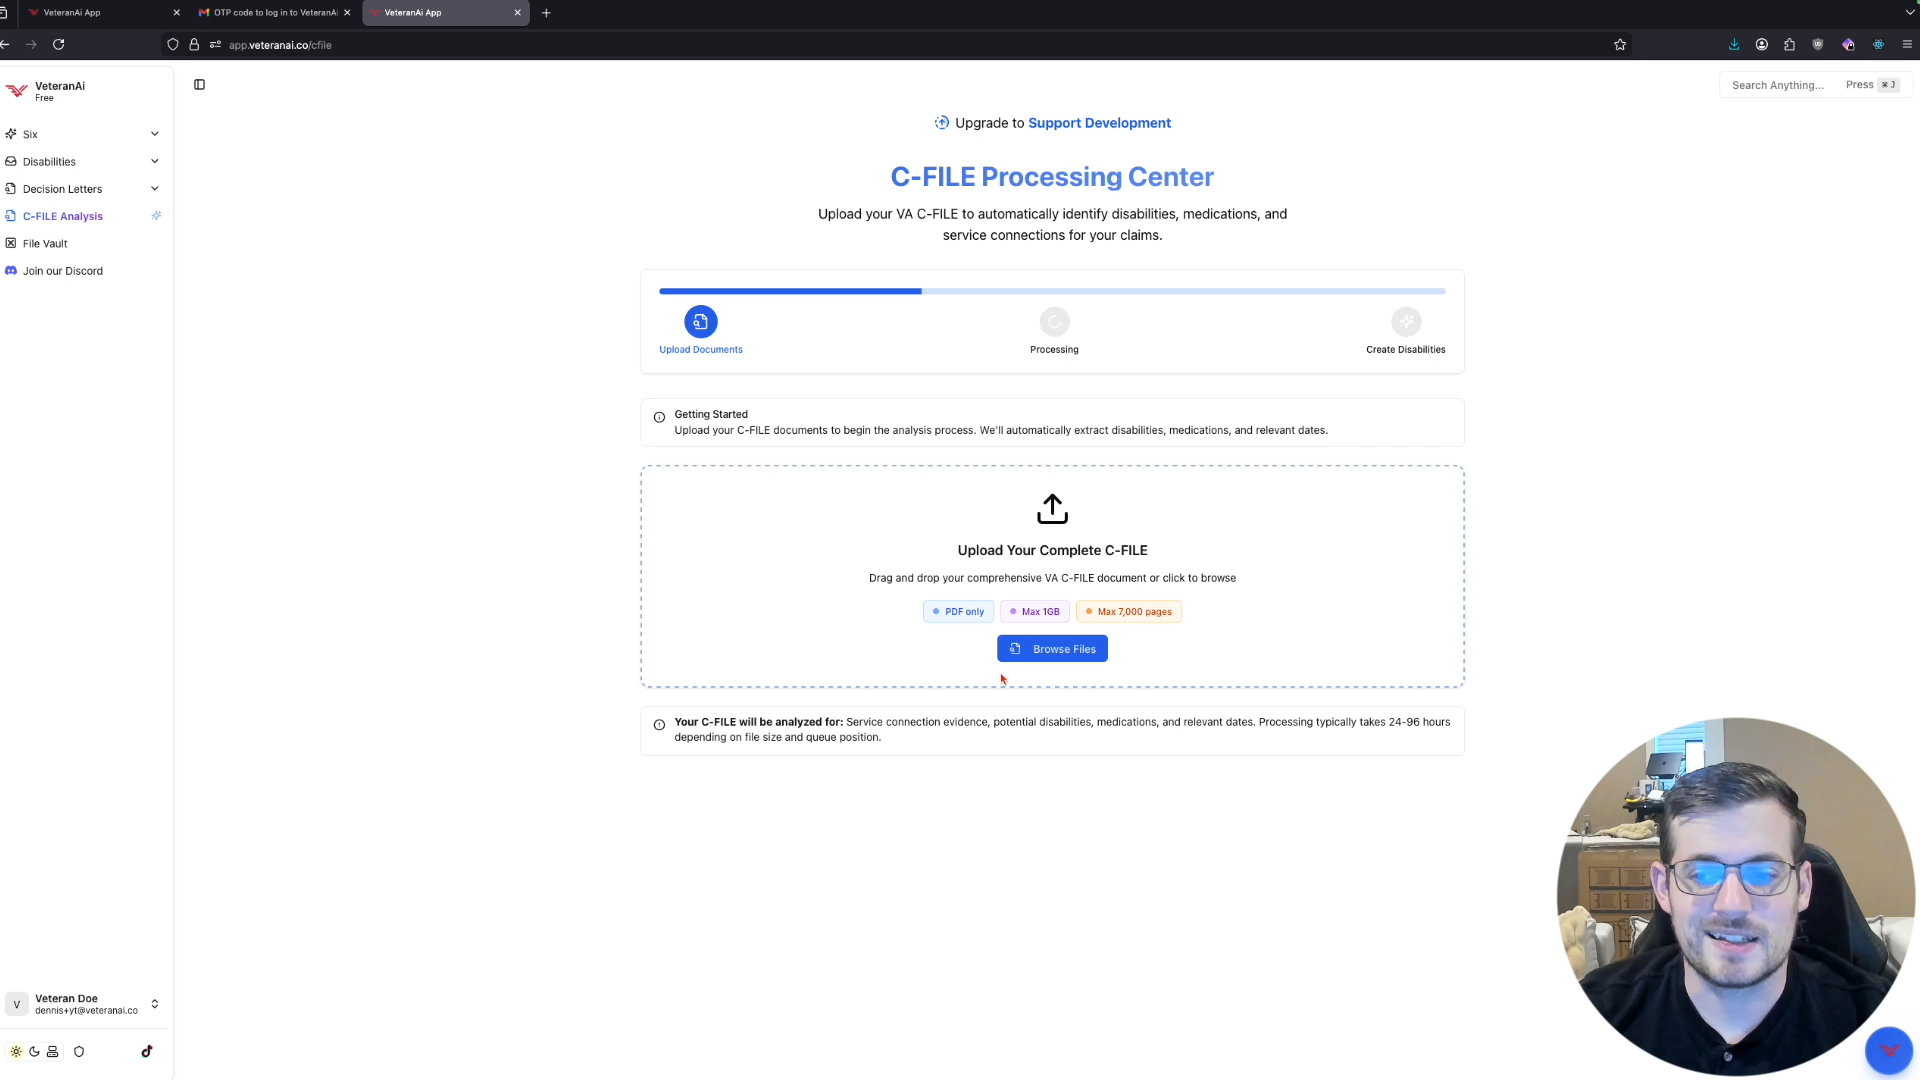 VeteranAi App
OTP code to log in to VeteranAi
VeteranAi App
app.veteranai.co/cfile
VeteranAi
Free
Search Anything...
Press ⌘ J
Six
Disabilities
Decision Letters
C-FILE Analysis
File Vault
Join our Discord
Upgrade to Support Development
C-FILE Processing Center
Upload your VA C-FILE to automatically identify disabilities, medications, and
service connections for your claims.
Upload Documents
Processing
Create Disabilities
Getting Started
Upload your C-FILE documents to begin the analysis process. We'll automatically extract disabilities, medications, and relevant dates.
Upload Your Complete C-FILE
Drag and drop your comprehensive VA C-FILE document or click to browse
PDF only
Max 1GB
Max 7,000 pages
Browse Files
Your C-FILE will be analyzed for: Service connection evidence, potential disabilities, medications, and relevant dates. Processing typically takes 24-96 hours
depending on file size and queue position.
V
Veteran Doe
dennis+yt@veteranai.co